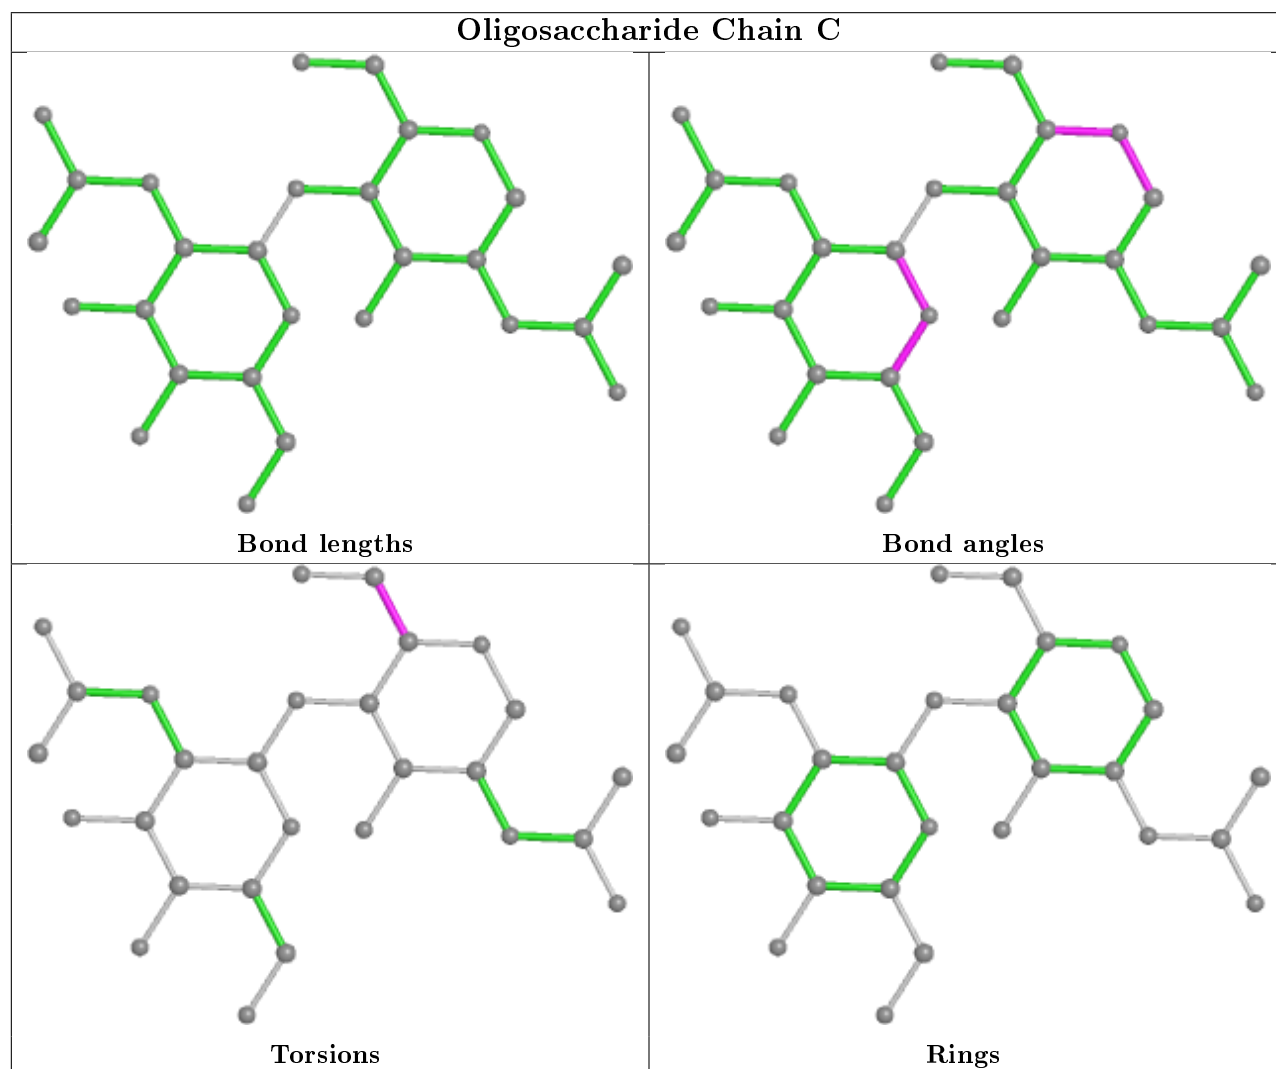 Oligosaccharide Chain C
Bond lengths
Bond angles
Torsions
Rings